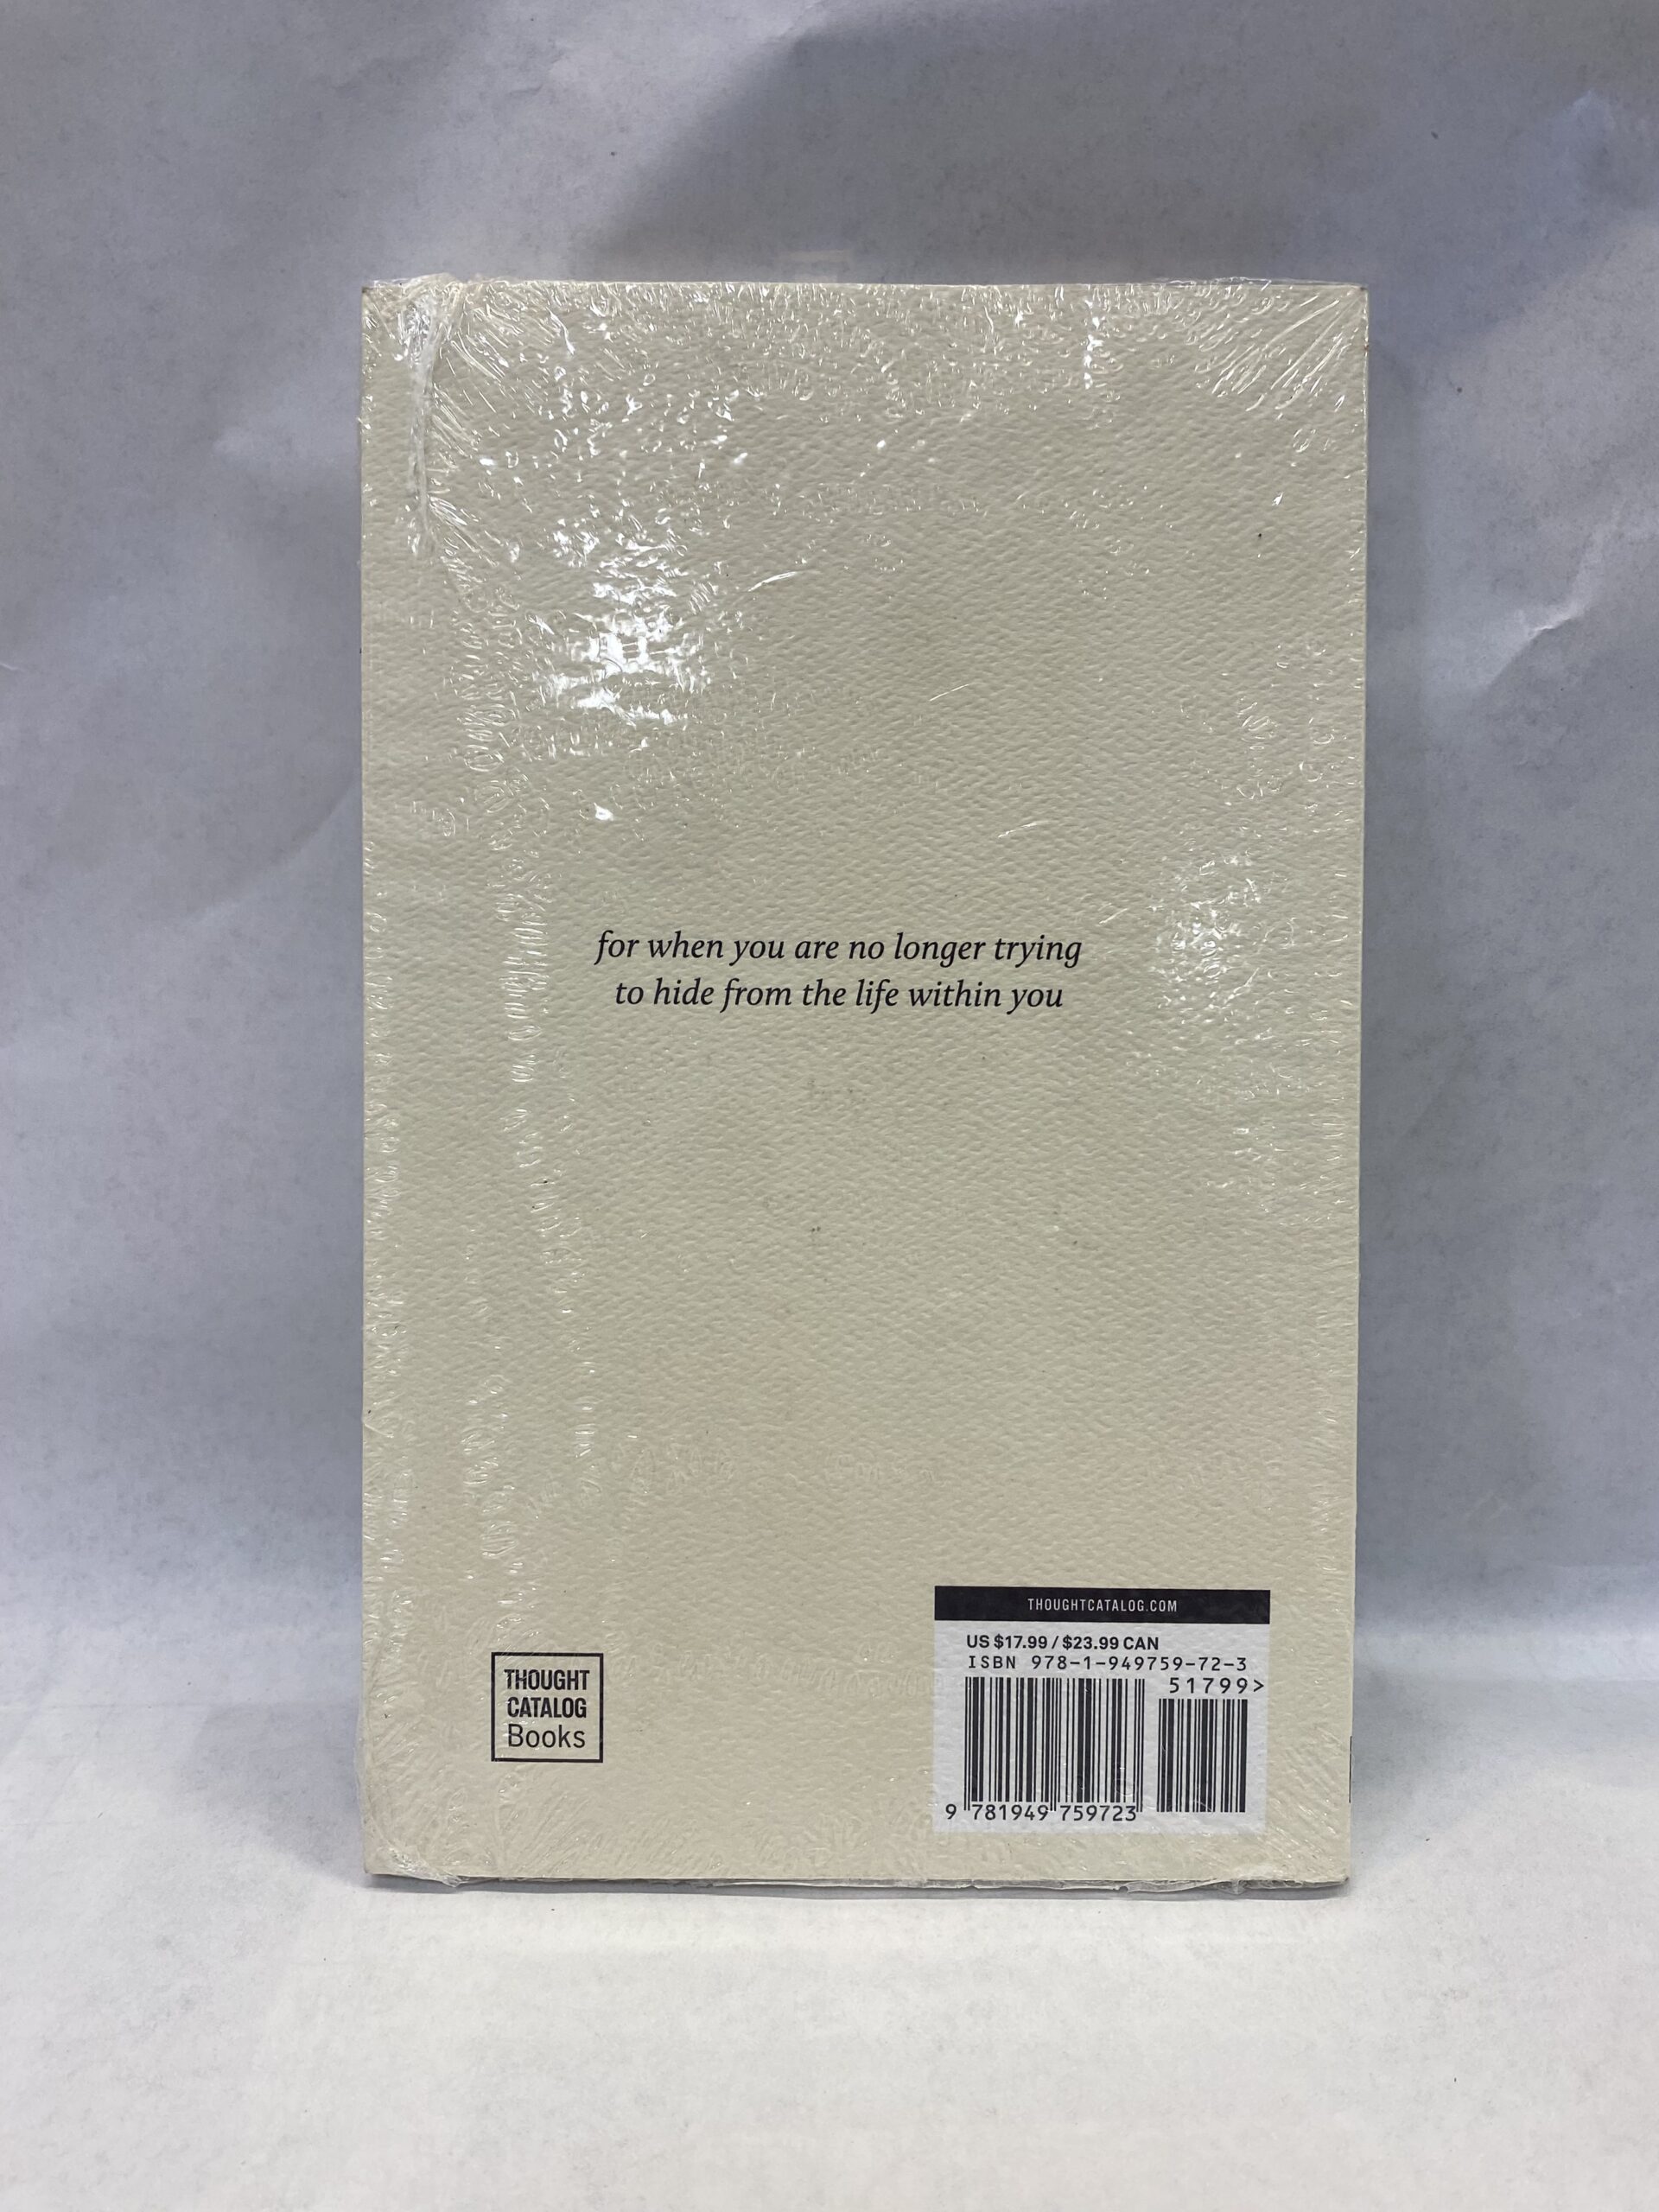 for when you are no longer trying
to hide from the life within you
THOUGHT
CATALOG
Books
THOUGHTCATALOG.COM
US $17.99 / $23.99 CAN
ISBN 978-1-949759-72-3
51799>
9 781949 759723